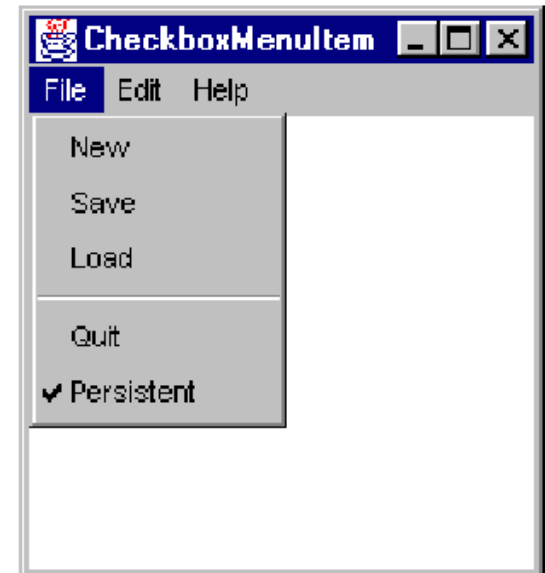 CheckboxMenuItem
File Edit Help
New
Save
Load
Quit
Persistent